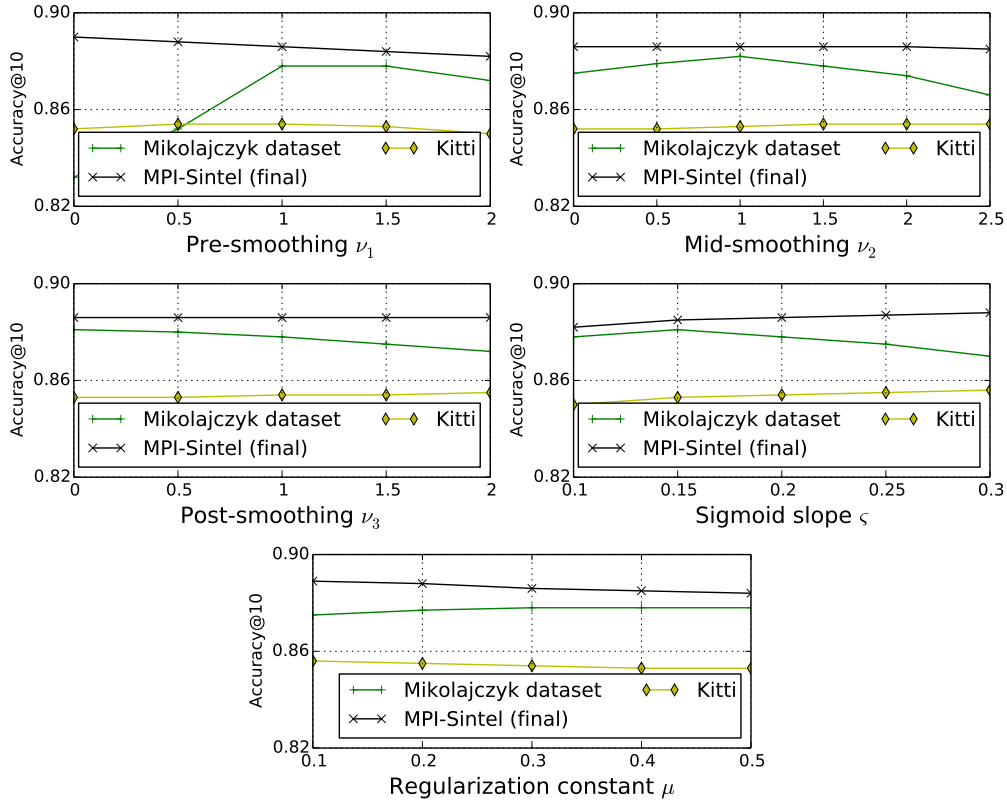 0.90
0.86
0.82
Accuracy@10
Mikolajczyk dataset Kitti
MPI-Sintel (final)
0 0.5 1 1.5 2
Pre-smoothing ν₁
0.90
0.86
0.82
Accuracy@10
Mikolajczyk dataset Kitti
MPI-Sintel (final)
0 0.5 1 1.5 2 2.5
Mid-smoothing ν₂
0.90
0.86
0.82
Accuracy@10
Mikolajczyk dataset Kitti
MPI-Sintel (final)
0 0.5 1 1.5 2
Post-smoothing ν₃
0.90
0.86
0.82
Accuracy@10
Mikolajczyk dataset Kitti
MPI-Sintel (final)
0.1 0.15 0.2 0.25 0.3
Sigmoid slope ς
0.90
0.86
0.82
Accuracy@10
Mikolajczyk dataset Kitti
MPI-Sintel (final)
0.1 0.2 0.3 0.4 0.5
Regularization constant μ